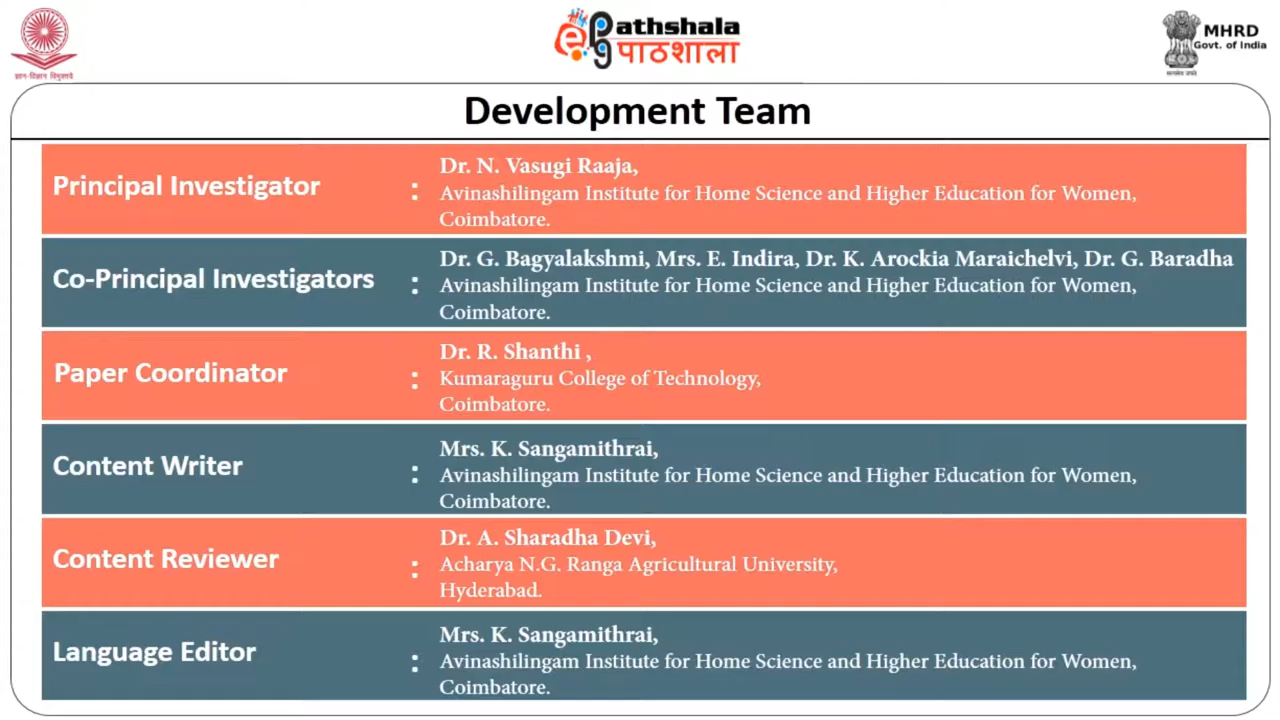 ज्ञान-विज्ञान विमुक्तये
ePathshala
पाठशाला
MHRD
Govt. of India
सत्यमेव जयते
Development Team
Principal Investigator
:
Dr. N. Vasugi Raaja,
Avinashilingam Institute for Home Science and Higher Education for Women,
Coimbatore.
Co-Principal Investigators
:
Dr. G. Bagyalakshmi, Mrs. E. Indira, Dr. K. Arockia Maraichelvi, Dr. G. Baradha
Avinashilingam Institute for Home Science and Higher Education for Women,
Coimbatore.
Paper Coordinator
:
Dr. R. Shanthi ,
Kumaraguru College of Technology,
Coimbatore.
Content Writer
:
Mrs. K. Sangamithrai,
Avinashilingam Institute for Home Science and Higher Education for Women,
Coimbatore.
Content Reviewer
:
Dr. A. Sharadha Devi,
Acharya N.G. Ranga Agricultural University,
Hyderabad.
Language Editor
:
Mrs. K. Sangamithrai,
Avinashilingam Institute for Home Science and Higher Education for Women,
Coimbatore.